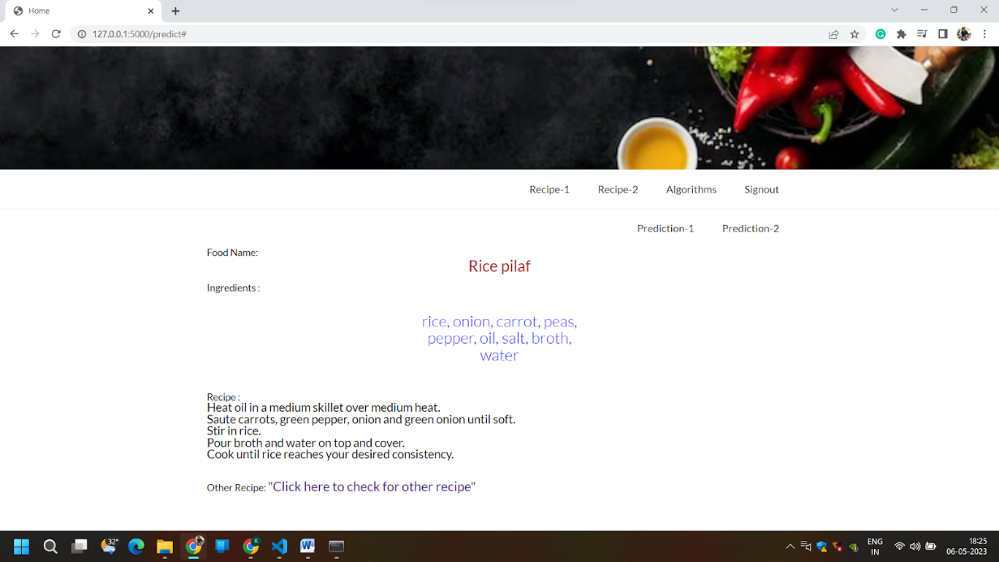 Home
127.0.0.1:5000/predict#
Recipe-1 Recipe-2 Algorithms Signout
Prediction-1 Prediction-2
Food Name:
Rice pilaf
Ingredients :
rice, onion, carrot, peas,
pepper, oil, salt, broth,
water
Recipe :
Heat oil in a medium skillet over medium heat.
Saute carrots, green pepper, onion and green onion until soft.
Stir in rice.
Pour broth and water on top and cover.
Cook until rice reaches your desired consistency.
Other Recipe: "Click here to check for other recipe"
32°
K
W
ENG
IN
18:25
06-05-2023